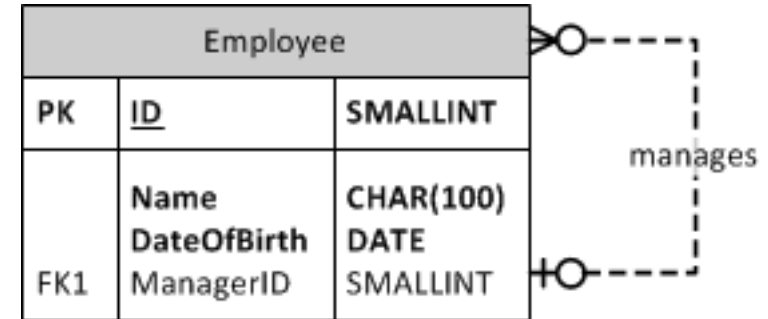 Employee
PK ID SMALLINT
manages
Name CHAR(100)
DateOfBirth DATE
FK1 ManagerID SMALLINT